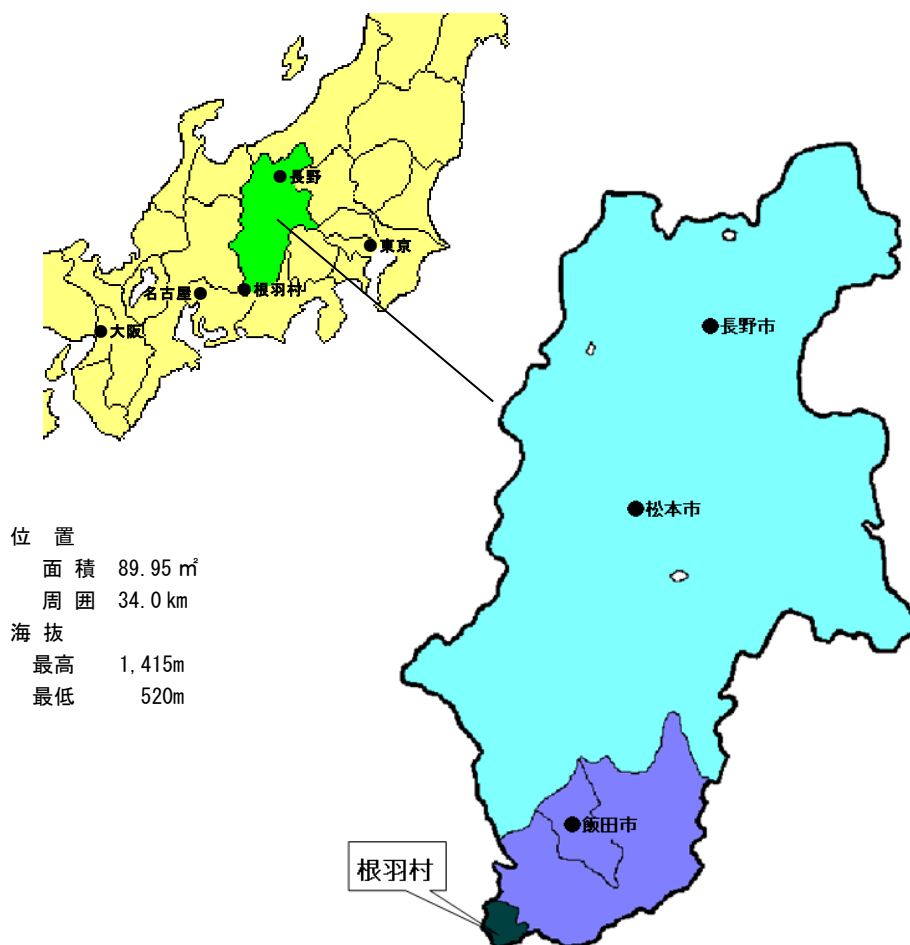 長野
東京
名古屋
根羽村
大阪
長野市
松本市
位 置
面 積 89.95 ㎡
周 囲 34.0 km
海 抜
最高 1,415m
最低 520m
飯田市
根羽村